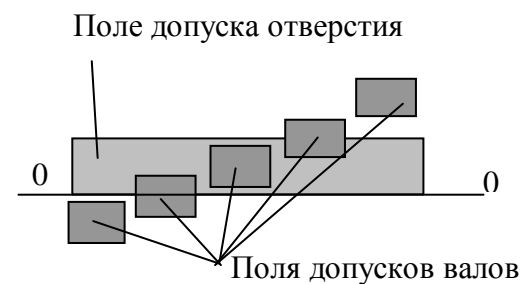 Поле допуска отверстия
0
0
Поля допусков валов